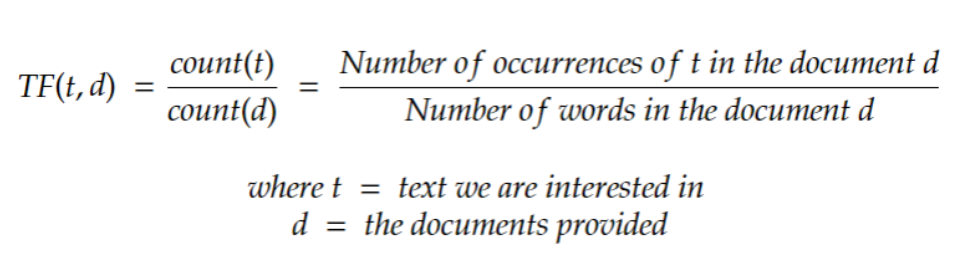 TF(t, d) = count(t) / count(d) = Number of occurrences of t in the document d / Number of words in the document d
where t = text we are interested in
d = the documents provided